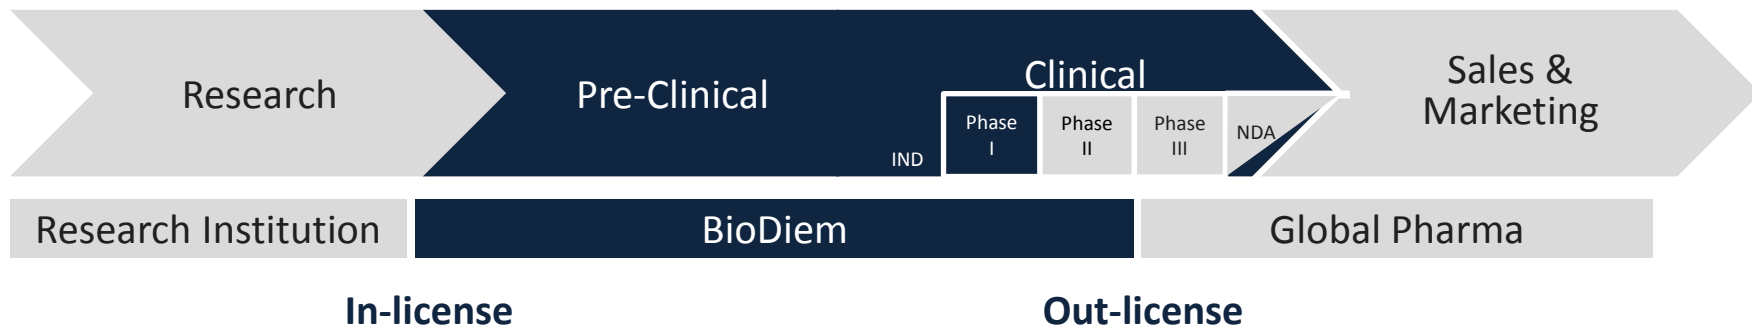 Research
Pre-Clinical
Clinical
IND
Phase
I
Phase
II
Phase
III
NDA
Sales &
Marketing
Research Institution
BioDiem
Global Pharma
In-license
Out-license